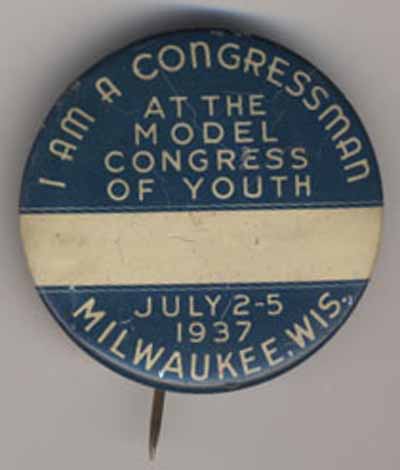 I AM A CONGRESSMAN
AT THE
MODEL
CONGRESS
OF YOUTH
JULY 2-5
1937
MILWAUKEE, WIS.